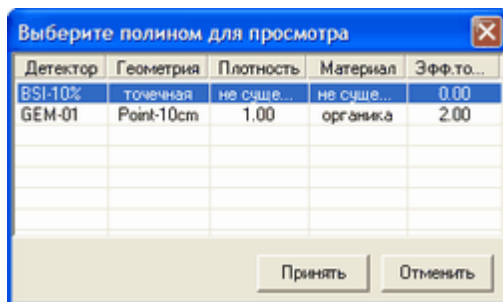 Выберите полином для просмотра
Детектор Геометрия Плотность Материал Эфф.то...
BSI-10% точечная не суще... не суще... 0.00
GEM-01 Point-10cm 1.00 органика 2.00
Принять Отменить